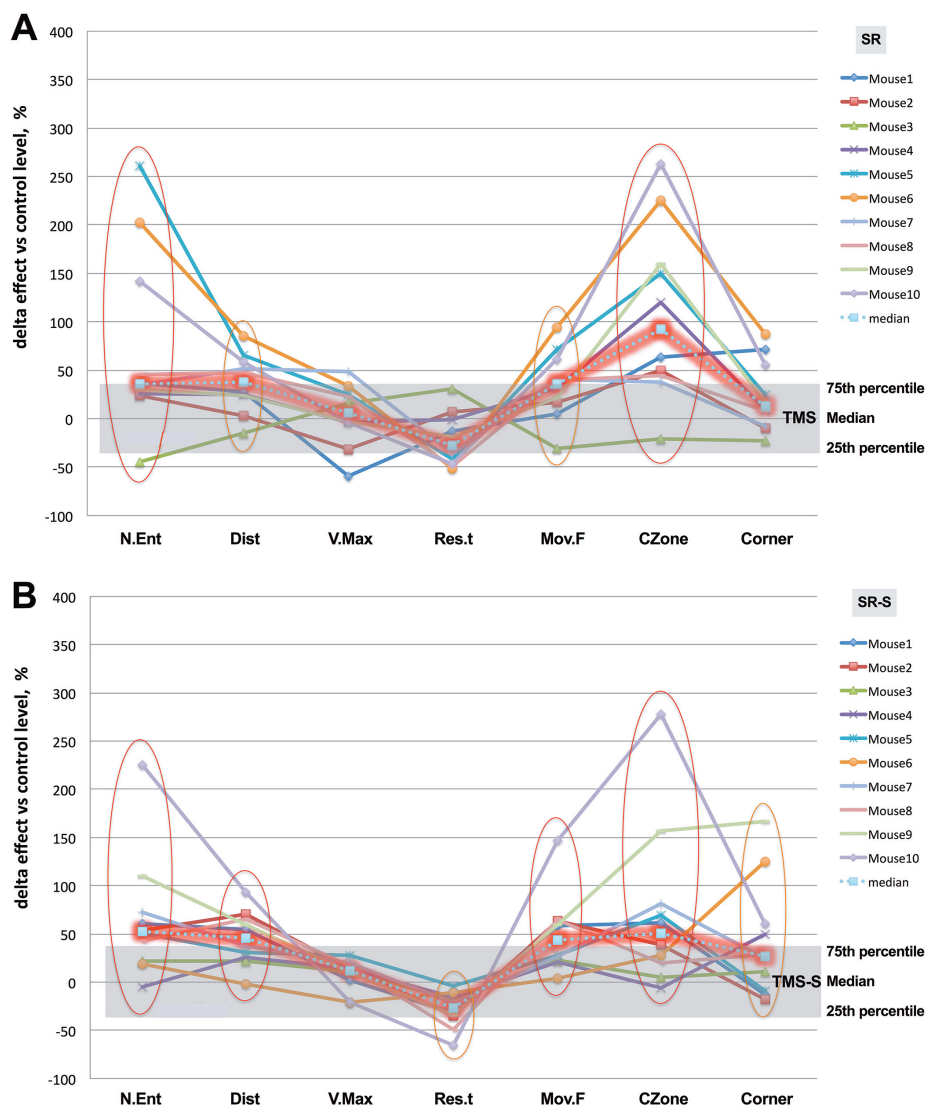 A
delta effect vs control level, %
400
350
300
250
200
150
100
50
0
-50
-100
N.Ent Dist V.Max Res.t Mov.F CZone Corner
SR
Mouse1
Mouse2
Mouse3
Mouse4
Mouse5
Mouse6
Mouse7
Mouse8
Mouse9
Mouse10
median
75th percentile
TMS Median
25th percentile
B
delta effect vs control level, %
400
350
300
250
200
150
100
50
0
-50
-100
N.Ent Dist V.Max Res.t Mov.F CZone Corner
SR-S
Mouse1
Mouse2
Mouse3
Mouse4
Mouse5
Mouse6
Mouse7
Mouse8
Mouse9
Mouse10
median
75th percentile
TMS-S Median
25th percentile